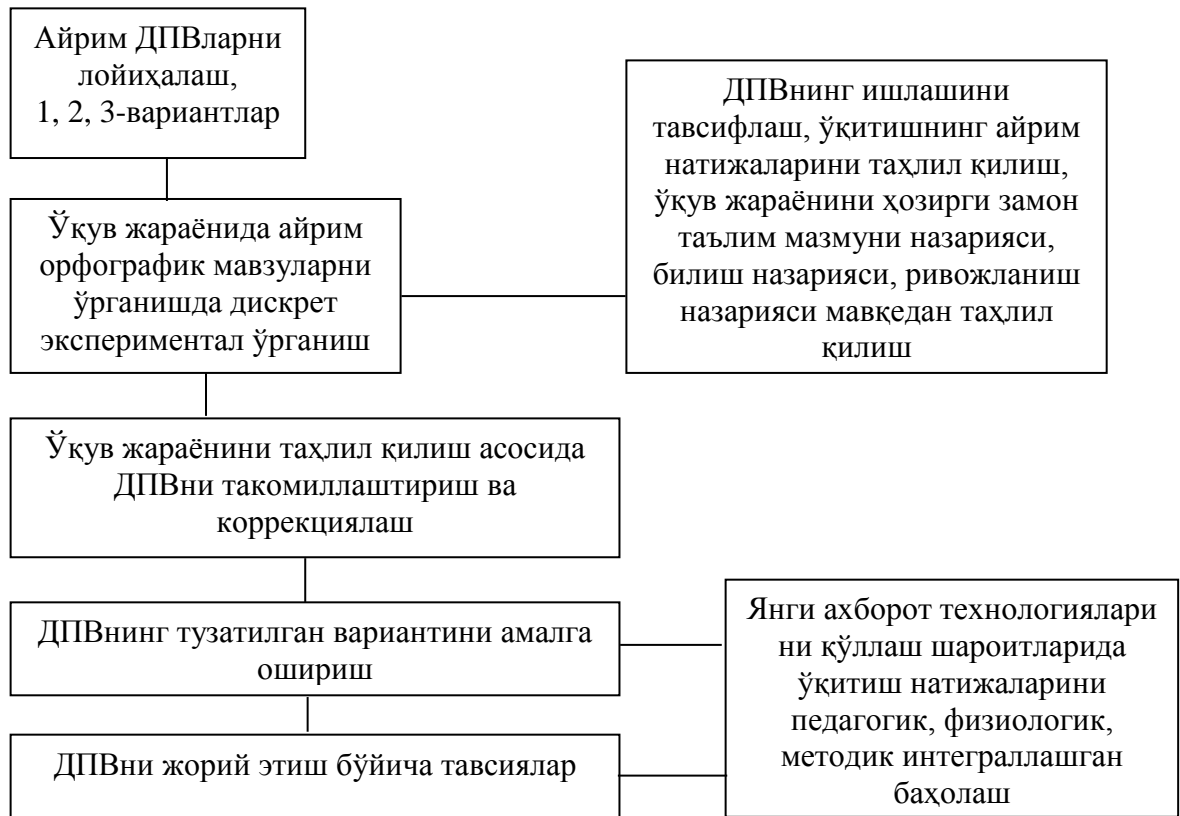 Айрим ДПВларни
лойиҳалаш,
1, 2, 3-вариантлар
ДПВнинг ишлашини
тавсифлаш, ўқитишнинг айрим
натижаларини таҳлил қилиш,
ўқув жараёнини ҳозирги замон
таълим мазмуни назарияси,
билиш назарияси, ривожланиш
назарияси мавқедан таҳлил
қилиш
Ўқув жараёнида айрим
орфографик мавзуларни
ўрганишда дискрет
экспериментал ўрганиш
Ўқув жараёнини таҳлил қилиш асосида
ДПВни такомиллаштириш ва
коррекциялаш
ДПВнинг тузатилган вариантини амалга
ошириш
Янги ахборот технологиялари
ни қўллаш шароитларида
ўқитиш натижаларини
педагогик, физиологик,
методик интеграллашган
баҳолаш
ДПВни жорий этиш бўйича тавсиялар